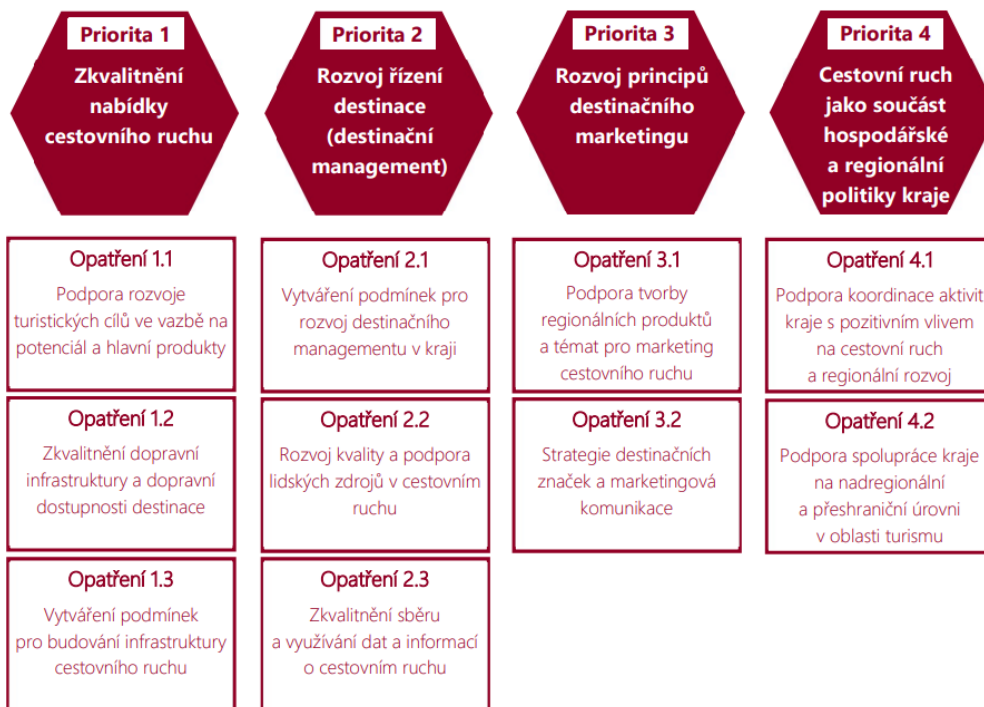 Priorita 1
Zkvalitnění
nabídky
cestovního ruchu
Priorita 2
Rozvoj řízení
destinace
(destinační
management)
Priorita 3
Rozvoj principů
destinačního
marketingu
Priorita 4
Cestovní ruch
jako součást
hospodářské
a regionální
politiky kraje
Opatření 1.1
Podpora rozvoje
turistických cílů ve vazbě na
potenciál a hlavní produkty
Opatření 2.1
Vytváření podmínek pro
rozvoj destinačního
managementu v kraji
Opatření 3.1
Podpora tvorby
regionálních produktů
a témat pro marketing
cestovního ruchu
Opatření 4.1
Podpora koordinace aktivit
kraje s pozitivním vlivem
na cestovní ruch
a regionální rozvoj
Opatření 1.2
Zkvalitnění dopravní
infrastruktury a dopravní
dostupnosti destinace
Opatření 2.2
Rozvoj kvality a podpora
lidských zdrojů v cestovním
ruchu
Opatření 3.2
Strategie destinačních
značek a marketingová
komunikace
Opatření 4.2
Podpora spolupráce kraje
na nadregionální
a přeshraniční úrovni
v oblasti turismu
Opatření 1.3
Vytváření podmínek
pro budování infrastruktury
cestovního ruchu
Opatření 2.3
Zkvalitnění sběru
a využívání dat a informací
o cestovním ruchu